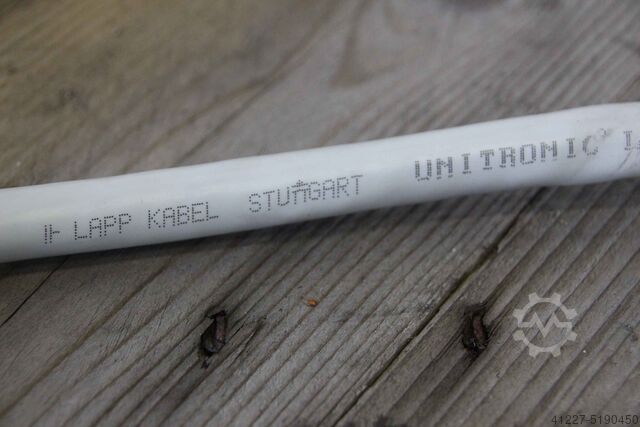 LAPP KABEL STUTTGART UNITRONIC
41227-5190450